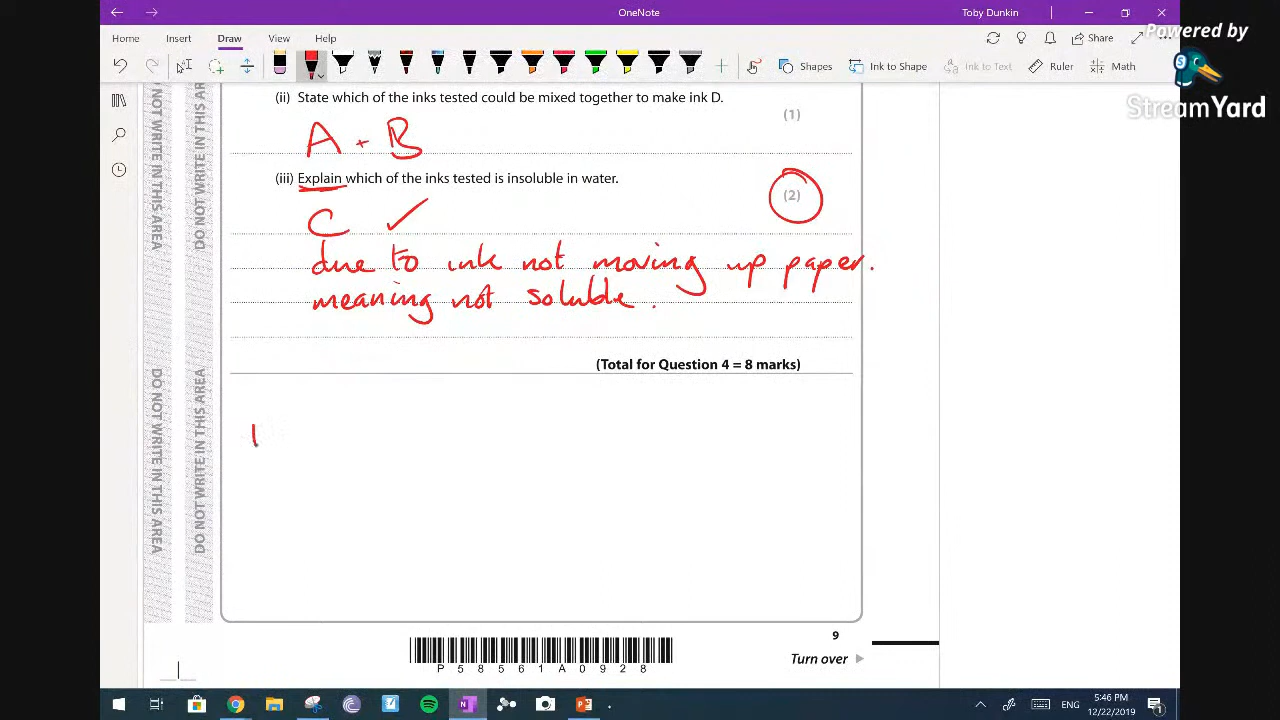 OneNote
Toby Dunkin
Powered by
StreamYard
Home Insert Draw View Help
Share
Shapes Ink to Shape Ink to Text Ruler Math
(ii) State which of the inks tested could be mixed together to make ink D.
(1)
A + B
(iii) Explain which of the inks tested is insoluble in water.
(2)
C ✓
due to ink not moving up paper.
meaning not soluble.
(Total for Question 4 = 8 marks)
NOT WRITE IN THIS AREA
DO NOT WRITE IN THIS AR
DO NOT WRITE IN THIS AREA
DO NOT WRITE IN THIS AREA
9
P 5 8 5 6 1 A 0 9 2 8
Turn over
ENG
5:46 PM
12/22/2019
1